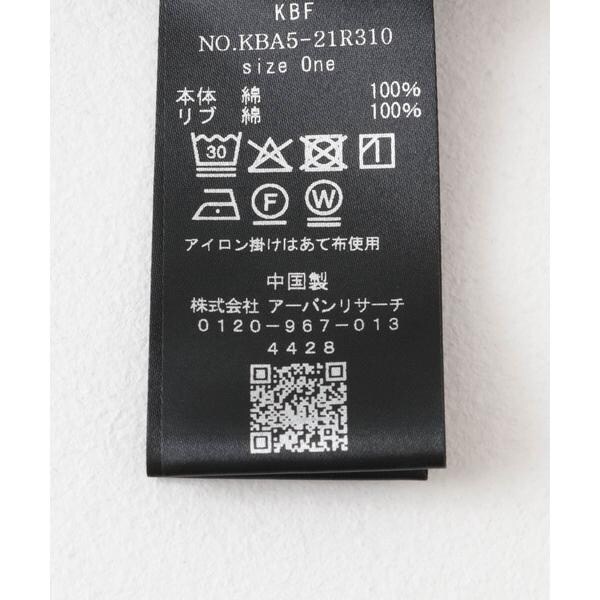 KBF
NO.KBA5-21R310
size One
本体 綿 100%
リブ 綿 100%
30
F W
アイロン掛けはあて布使用
中国製
株式会社 アーバンリサーチ
0120-967-013
4428